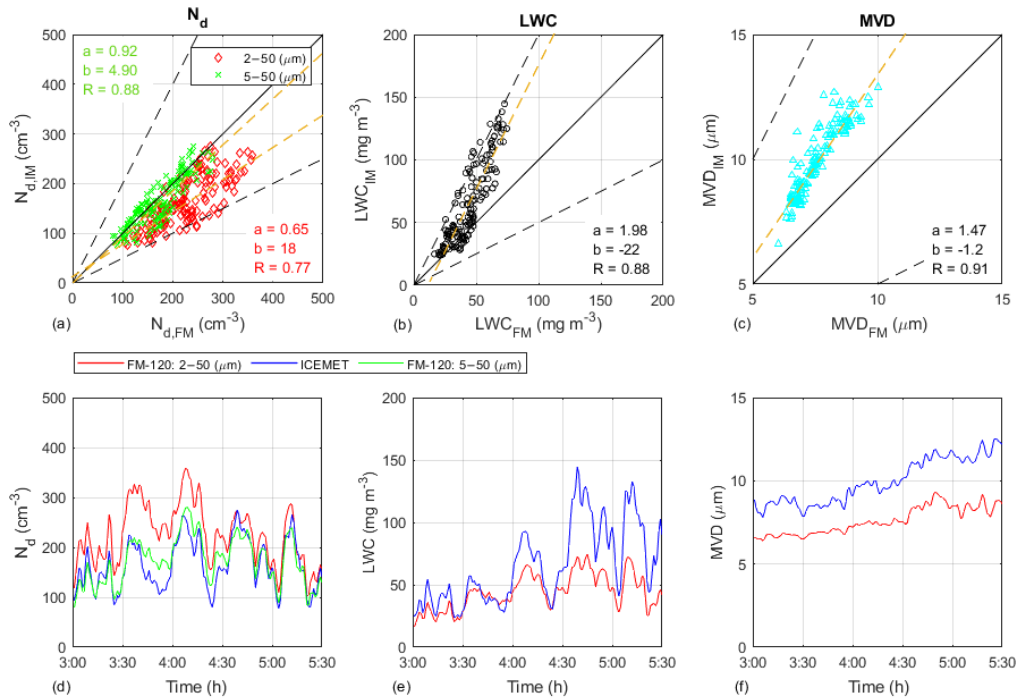 N_d
LWC
MVD
500
400
300
200
100
0
a = 0.92
b = 4.90
R = 0.88
2−50 (μm)
5−50 (μm)
a = 0.65
b = 18
R = 0.77
N_d,IM (cm⁻³)
0 100 200 300 400 500
(a)
N_d,FM (cm⁻³)
200
150
100
50
0
a = 1.98
b = -22
R = 0.88
LWC_IM (mg m⁻³)
0 50 100 150 200
(b)
LWC_FM (mg m⁻³)
15
10
5
a = 1.47
b = -1.2
R = 0.91
MVD_IM (μm)
5 10 15
(c)
MVD_FM (μm)
FM-120: 2−50 (μm) ICEMET FM-120: 5−50 (μm)
500
400
300
200
100
0
N_d (cm⁻³)
3:00 3:30 4:00 4:30 5:00 5:30
(d)
Time (h)
200
150
100
50
0
LWC (mg m⁻³)
3:00 3:30 4:00 4:30 5:00 5:30
(e)
Time (h)
15
10
5
0
MVD (μm)
3:00 3:30 4:00 4:30 5:00 5:30
(f)
Time (h)